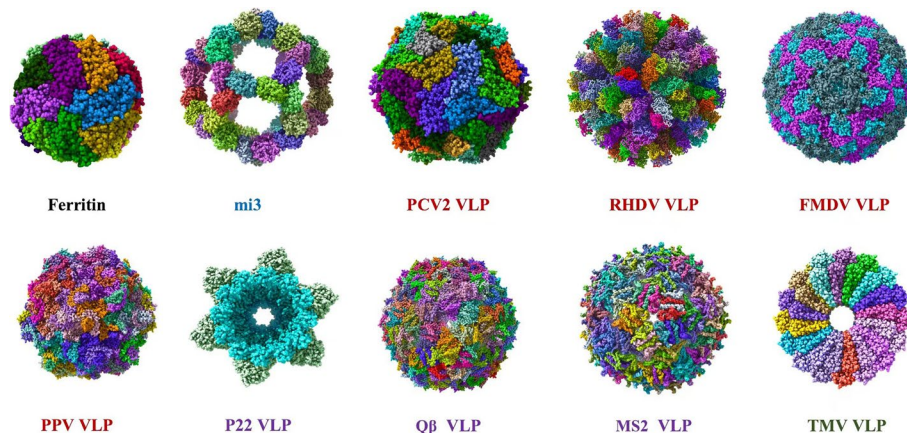 Ferritin
mi3
PCV2 VLP
RHDV VLP
FMDV VLP
PPV VLP
P22 VLP
Qβ VLP
MS2 VLP
TMV VLP